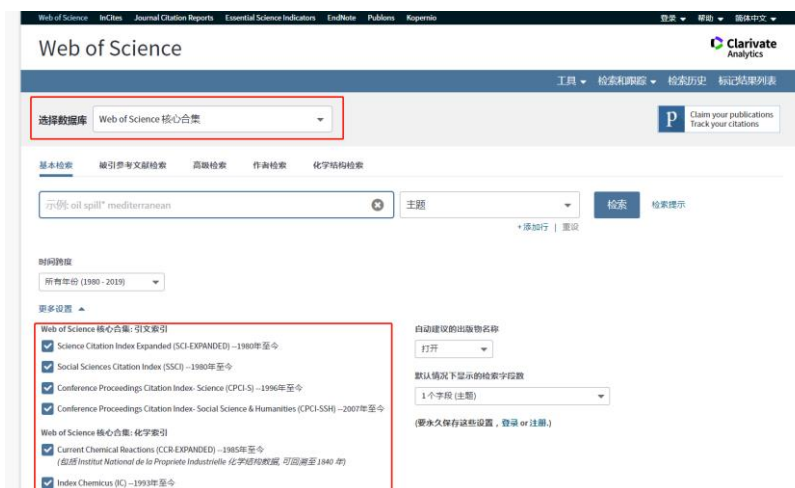 Web of Science InCites Journal Citation Reports Essential Science Indicators EndNote Publons Kopernio 登录 帮助 简体中文
Web of Science
Clarivate
Analytics
工具 检索和跟踪 检索历史 标记结果列表
选择数据库 Web of Science 核心合集
Claim your publications
Track your citations
基本检索 被引参考文献检索 高级检索 作者检索 化学结构检索
示例: oil spill* mediterranean 主题 检索 检索提示
+添加行 | 重设
时间跨度
所有年份 (1980 - 2019)
更多设置
Web of Science 核心合集: 引文索引
Science Citation Index Expanded (SCI-EXPANDED) --1980年至今
Social Sciences Citation Index (SSCI) --1980年至今
Conference Proceedings Citation Index- Science (CPCI-S) --1996年至今
Conference Proceedings Citation Index- Social Science & Humanities (CPCI-SSH) --2007年至今
Web of Science 核心合集: 化学索引
Current Chemical Reactions (CCR-EXPANDED) --1985年至今
(包括 Institut National de la Propriete Industrielle 化学结构数据, 可回溯至 1840 年)
Index Chemicus (IC) --1993年至今
自动建议的出版物名称
打开
默认情况下显示的检索字段数
1 个字段 (主题)
(要永久保存这些设置，登录 or 注册.)